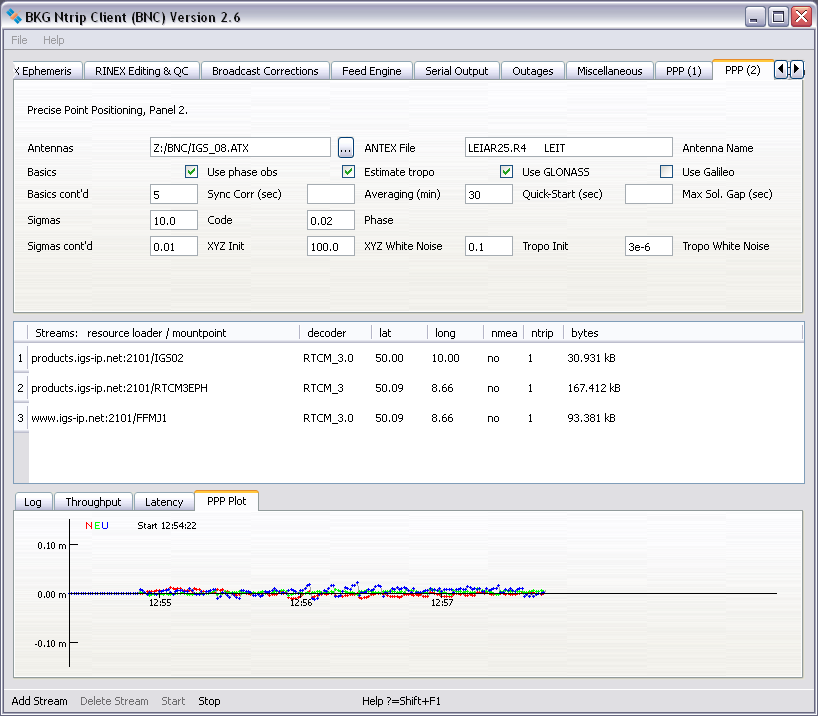 BKG Ntrip Client (BNC) Version 2.6
File Help
X Ephemeris RINEX Editing & QC Broadcast Corrections Feed Engine Serial Output Outages Miscellaneous PPP (1) PPP (2)
Precise Point Positioning, Panel 2.
Antennas Z:/BNC/IGS_08.ATX ... ANTEX File LEIAR25.R4 LEIT Antenna Name
Basics Use phase obs Estimate tropo Use GLONASS Use Galileo
Basics cont'd 5 Sync Corr (sec) Averaging (min) 30 Quick-Start (sec) Max Sol. Gap (sec)
Sigmas 10.0 Code 0.02 Phase
Sigmas cont'd 0.01 XYZ Init 100.0 XYZ White Noise 0.1 Tropo Init 3e-6 Tropo White Noise
Streams: resource loader / mountpoint decoder lat long nmea ntrip bytes
1 products.igs-ip.net:2101/IGS02 RTCM_3.0 50.00 10.00 no 1 30.931 kB
2 products.igs-ip.net:2101/RTCM3EPH RTCM_3 50.09 8.66 no 1 167.412 kB
3 www.igs-ip.net:2101/FFMJ1 RTCM_3.0 50.09 8.66 no 1 93.381 kB
Log Throughput Latency PPP Plot
NEU Start 12:54:22
0.10 m
0.00 m
12:55 12:56 12:57
-0.10 m
Add Stream Delete Stream Start Stop Help ?=Shift+F1